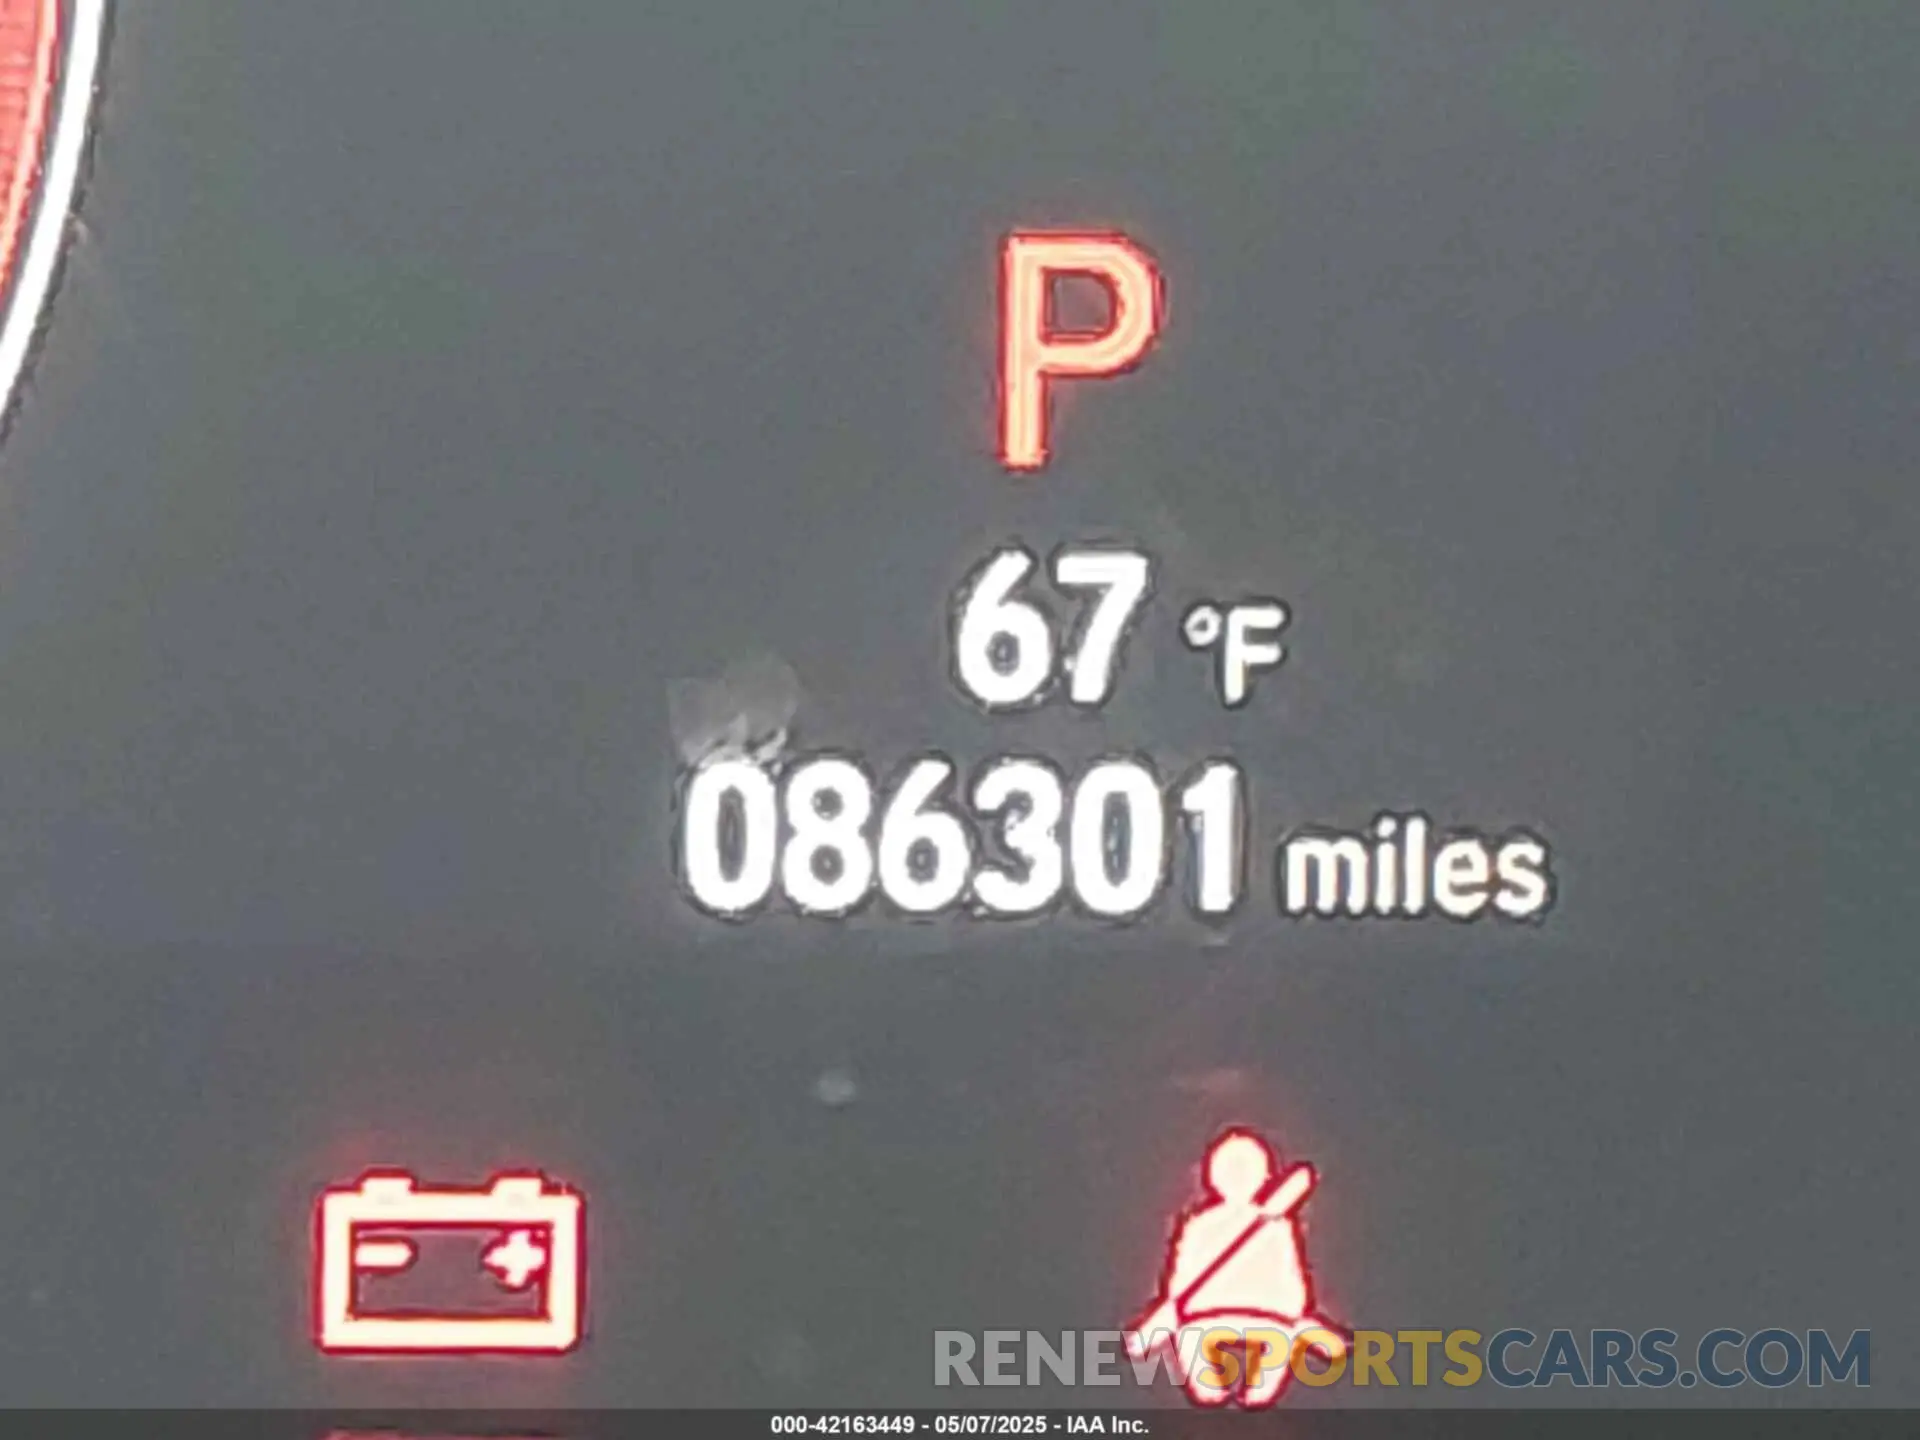 P
67 °F
086301 miles
RENEWSPORTSCARS.COM
000-42163449 - 05/07/2025 - IAA Inc.